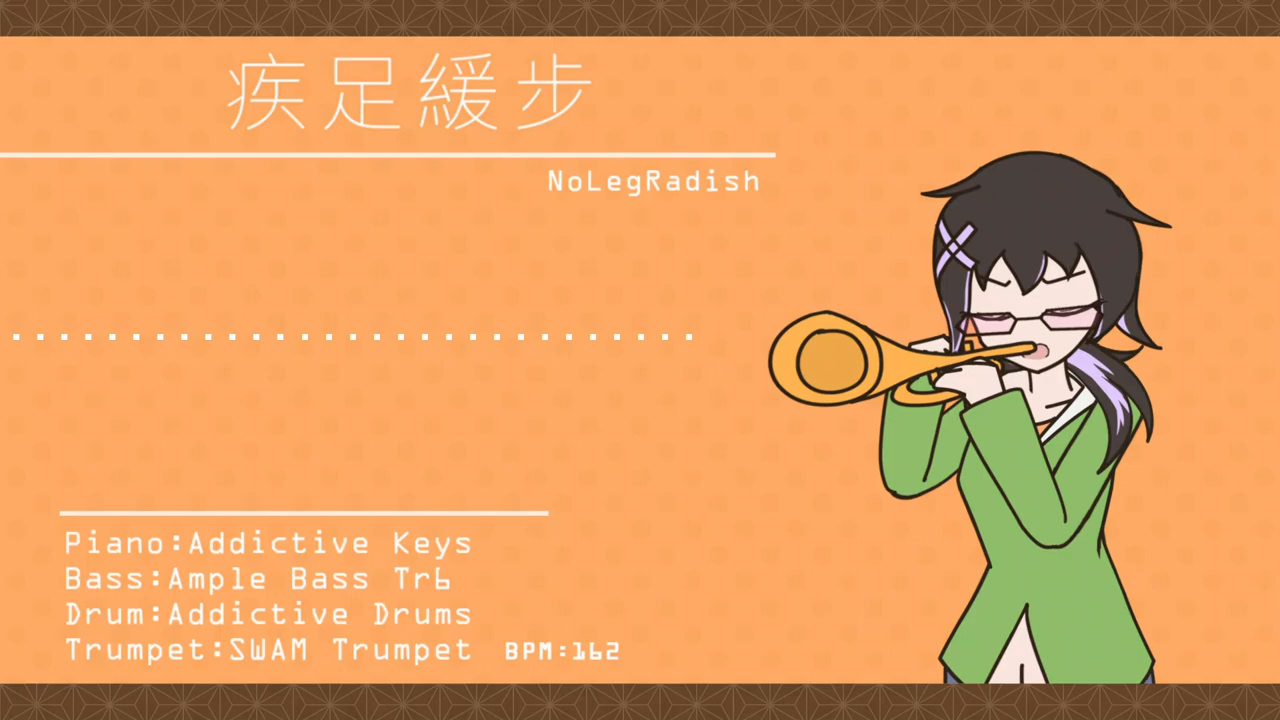 疾足緩歩
NoLegRadish
Piano:Addictive Keys
Bass:Ample Bass Tr6
Drum:Addictive Drums
Trumpet:SWAM Trumpet BPM:162